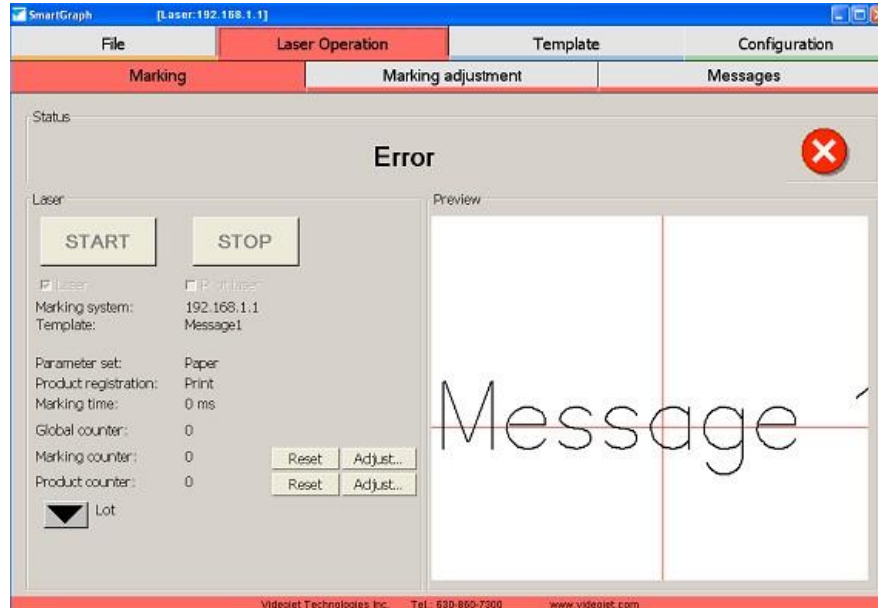 SmartGraph [Laser:192.168.1.1]
File Laser Operation Template Configuration
Marking Marking adjustment Messages
Status
Error
Laser
START STOP
Laser Pilot laser
Marking system: 192.168.1.1
Template: Message1
Parameter set: Paper
Product registration: Print
Marking time: 0 ms
Global counter: 0
Marking counter: 0 Reset Adjust...
Product counter: 0 Reset Adjust...
Lot
Preview
Message 1
Videojet Technologies Inc. Tel.: 630-860-7300 www.videojet.com